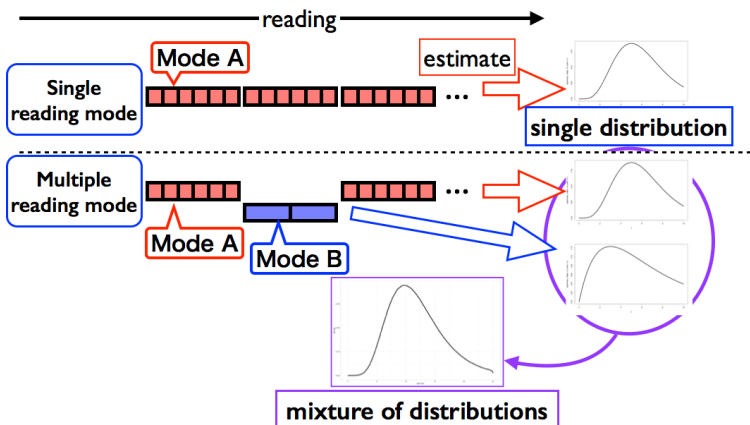 reading
Mode A
estimate
Single
reading mode
...
single distribution
Multiple
reading mode
...
Mode A
Mode B
mixture of distributions